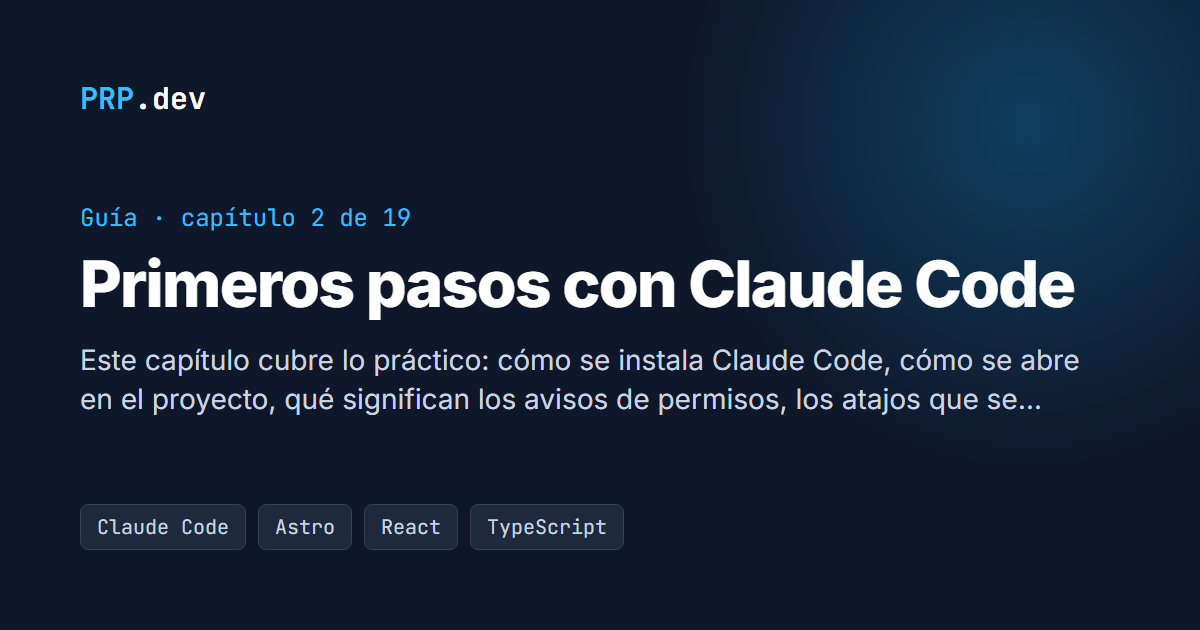 PRP.dev
Guía · capítulo 2 de 19
Primeros pasos con Claude Code
Este capítulo cubre lo práctico: cómo se instala Claude Code, cómo se abre
en el proyecto, qué significan los avisos de permisos, los atajos que se...
Claude Code Astro React TypeScript